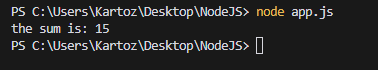 PS C:\Users\Kartoz\Desktop\NodeJS> node app.js
the sum is: 15
PS C:\Users\Kartoz\Desktop\NodeJS>